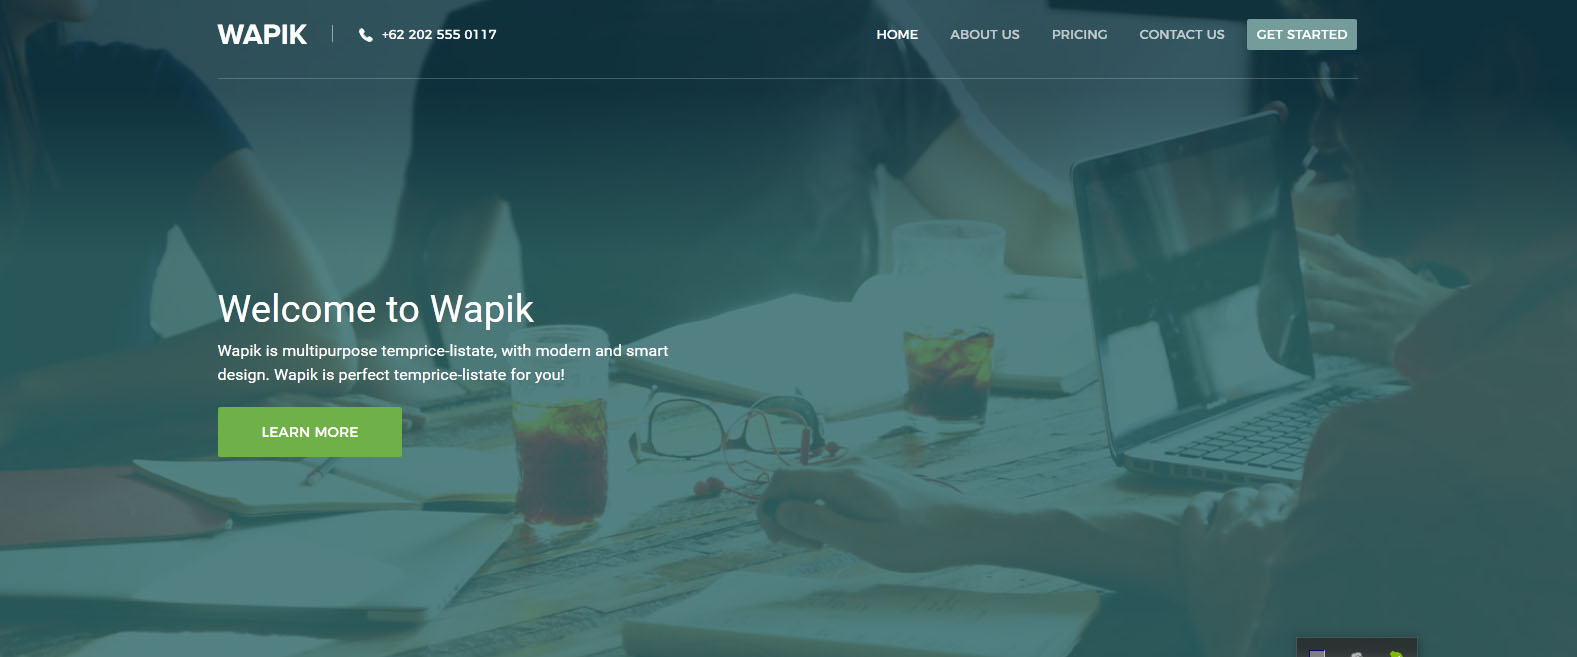 WAPIK
+62 202 555 0117
HOME
ABOUT US
PRICING
CONTACT US
GET STARTED
Welcome to Wapik
Wapik is multipurpose temprice-listate, with modern and smart
design. Wapik is perfect temprice-listate for you!
LEARN MORE